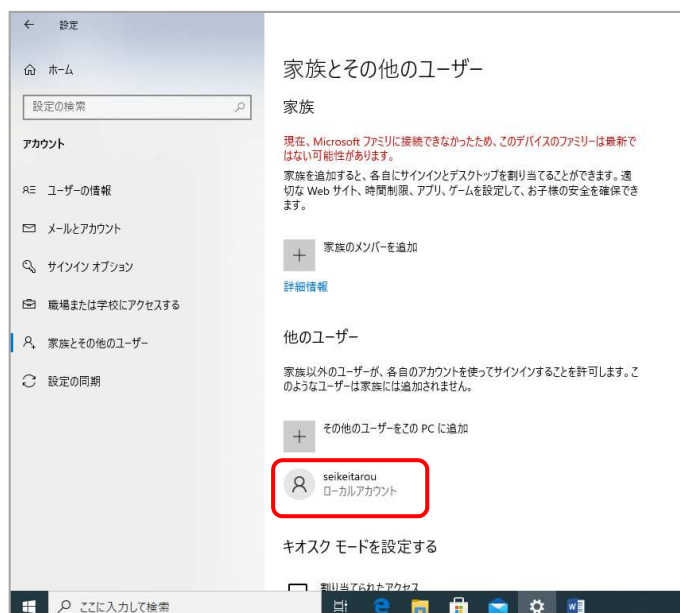 設定
ホーム
設定の検索
アカウント
ユーザーの情報
メールとアカウント
サインイン オプション
職場または学校にアクセスする
家族とその他のユーザー
設定の同期
家族とその他のユーザー
家族
現在、Microsoft ファミリに接続できなかったため、このデバイスのファミリーは最新で
はない可能性があります。
家族を追加すると、各自にサインインとデスクトップを割り当てることができます。適
切な Web サイト、時間制限、アプリ、ゲームを設定して、お子様の安全を確保でき
ます。
家族のメンバーを追加
詳細情報
他のユーザー
家族以外のユーザーが、各自のアカウントを使ってサインインすることを許可します。こ
のようなユーザーは家族には追加されません。
その他のユーザーをこの PC に追加
seikeitarou
ローカルアカウント
キオスク モードを設定する
割り当てられたアクセス
ここに入力して検索